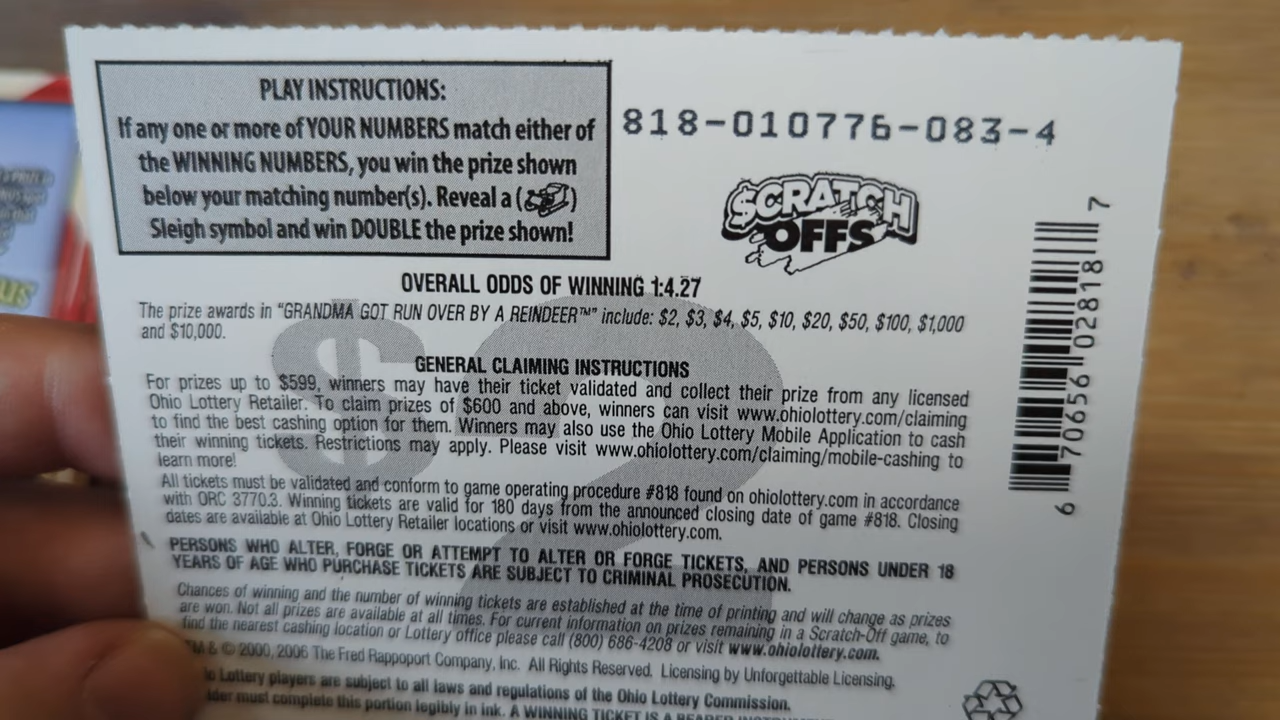 PLAY INSTRUCTIONS:
If any one or more of YOUR NUMBERS match either of
the WINNING NUMBERS, you win the prize shown
below your matching number(s). Reveal a ( )
Sleigh symbol and win DOUBLE the prize shown!
818-010776-083-4
$CRATCH
OFFS
OVERALL ODDS OF WINNING 1:4.27
The prize awards in "GRANDMA GOT RUN OVER BY A REINDEER™" include: $2, $3, $4, $5, $10, $20, $50, $100, $1,000
and $10,000.
$2
GENERAL CLAIMING INSTRUCTIONS
For prizes up to $599, winners may have their ticket validated and collect their prize from any licensed
Ohio Lottery Retailer. To claim prizes of $600 and above, winners can visit www.ohiolottery.com/claiming
to find the best cashing option for them. Winners may also use the Ohio Lottery Mobile Application to cash
their winning tickets. Restrictions may apply. Please visit www.ohiolottery.com/claiming/mobile-cashing to
learn more!
All tickets must be validated and conform to game operating procedure #818 found on ohiolottery.com in accordance
with ORC 3770.3. Winning tickets are valid for 180 days from the announced closing date of game #818. Closing
dates are available at Ohio Lottery Retailer locations or visit www.ohiolottery.com.
PERSONS WHO ALTER, FORGE OR ATTEMPT TO ALTER OR FORGE TICKETS, AND PERSONS UNDER 18
YEARS OF AGE WHO PURCHASE TICKETS ARE SUBJECT TO CRIMINAL PROSECUTION.
Chances of winning and the number of winning tickets are established at the time of printing and will change as prizes
are won. Not all prizes are available at all times. For current information on prizes remaining in a Scratch-Off game, to
find the nearest cashing location or Lottery office please call (800) 686-4208 or visit www.ohiolottery.com.
& © 2000, 2006 The Fred Rappoport Company, Inc. All Rights Reserved. Licensing by Unforgettable Licensing.
Lottery players are subject to all laws and regulations of the Ohio Lottery Commission.
must complete this portion legibly in ink. A WINNING TICKET IS A BEARER
6 70656 02818 7